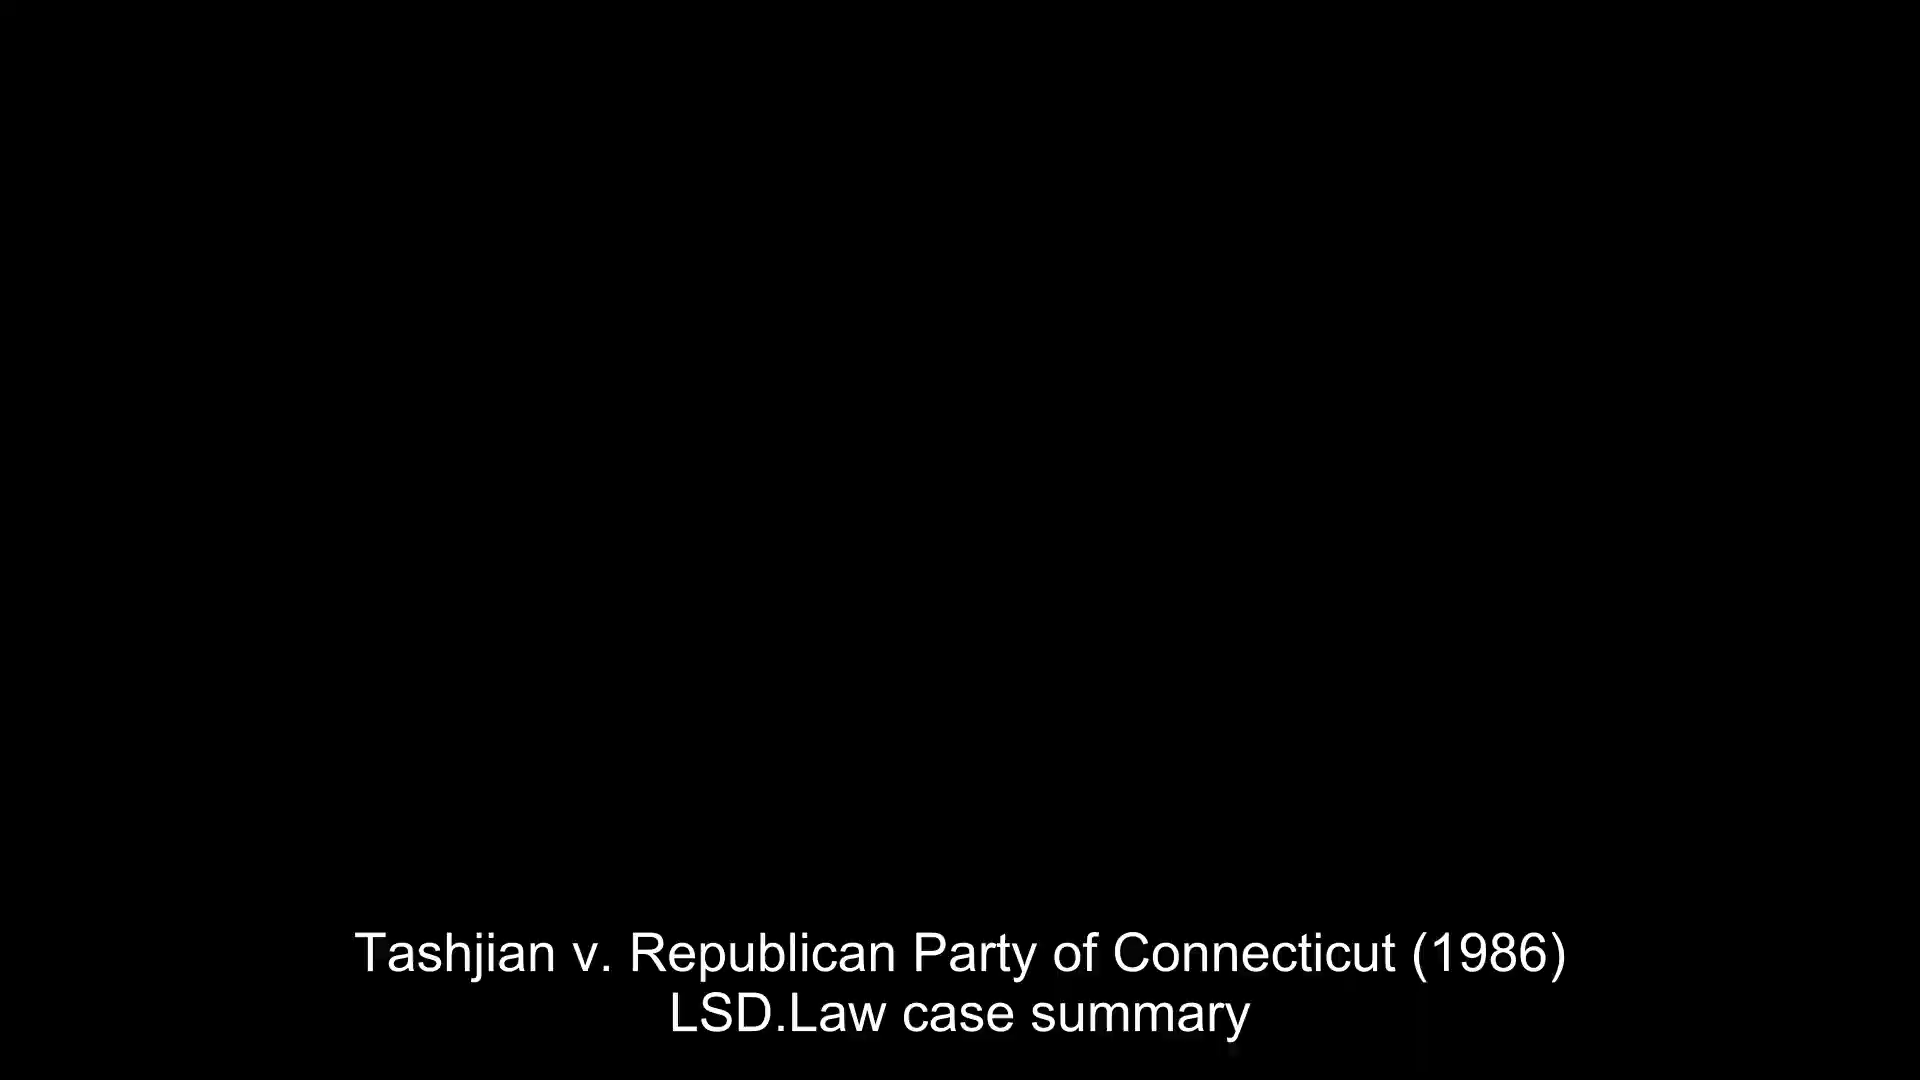 Tashjian v. Republican Party of Connecticut (1986)
LSD.Law case summary